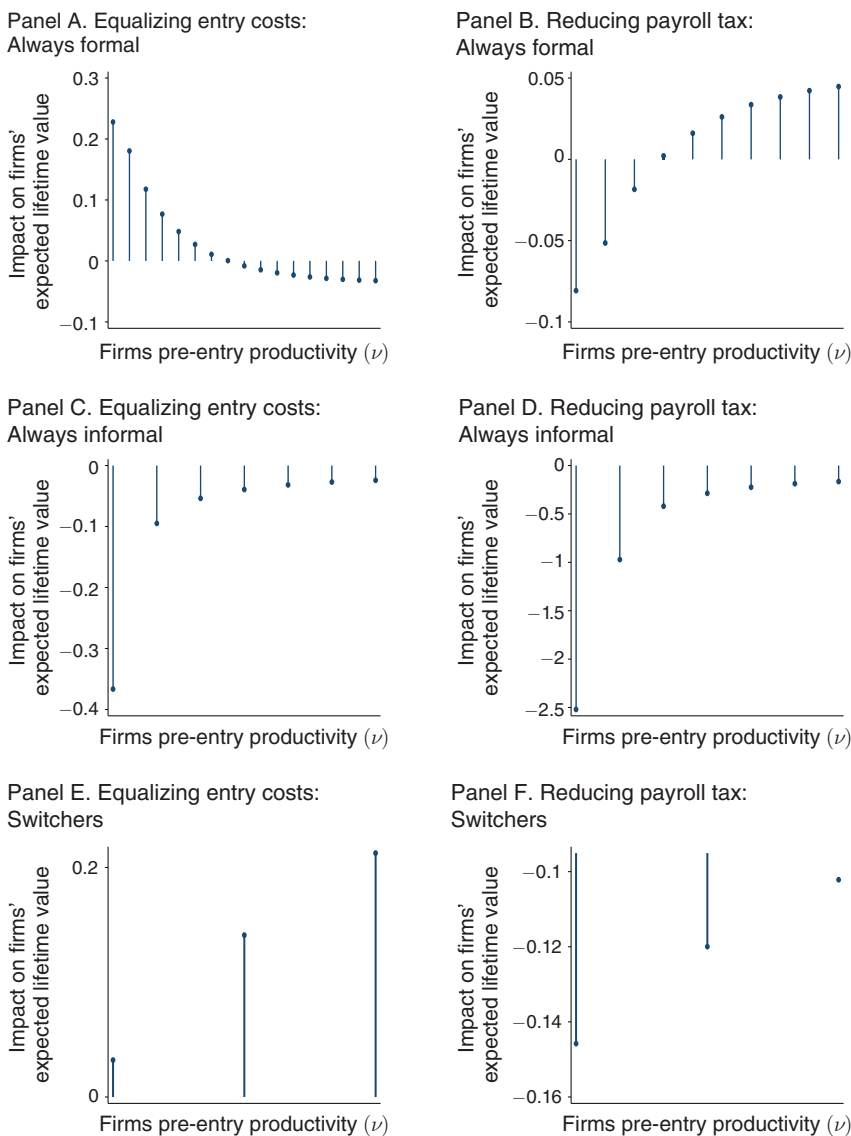 Panel A. Equalizing entry costs:
Always formal
0.3
0.2
0.1
0
−0.1
Impact on firms'
expected lifetime value
Firms pre-entry productivity (ν)
Panel B. Reducing payroll tax:
Always formal
0.05
0
−0.05
−0.1
Impact on firms'
expected lifetime value
Firms pre-entry productivity (ν)
Panel C. Equalizing entry costs:
Always informal
0
−0.1
−0.2
−0.3
−0.4
Impact on firms'
expected lifetime value
Firms pre-entry productivity (ν)
Panel D. Reducing payroll tax:
Always informal
0
−0.5
−1
−1.5
−2
−2.5
Impact on firms'
expected lifetime value
Firms pre-entry productivity (ν)
Panel E. Equalizing entry costs:
Switchers
0.2
0
Impact on firms'
expected lifetime value
Firms pre-entry productivity (ν)
Panel F. Reducing payroll tax:
Switchers
−0.1
−0.12
−0.14
−0.16
Impact on firms'
expected lifetime value
Firms pre-entry productivity (ν)